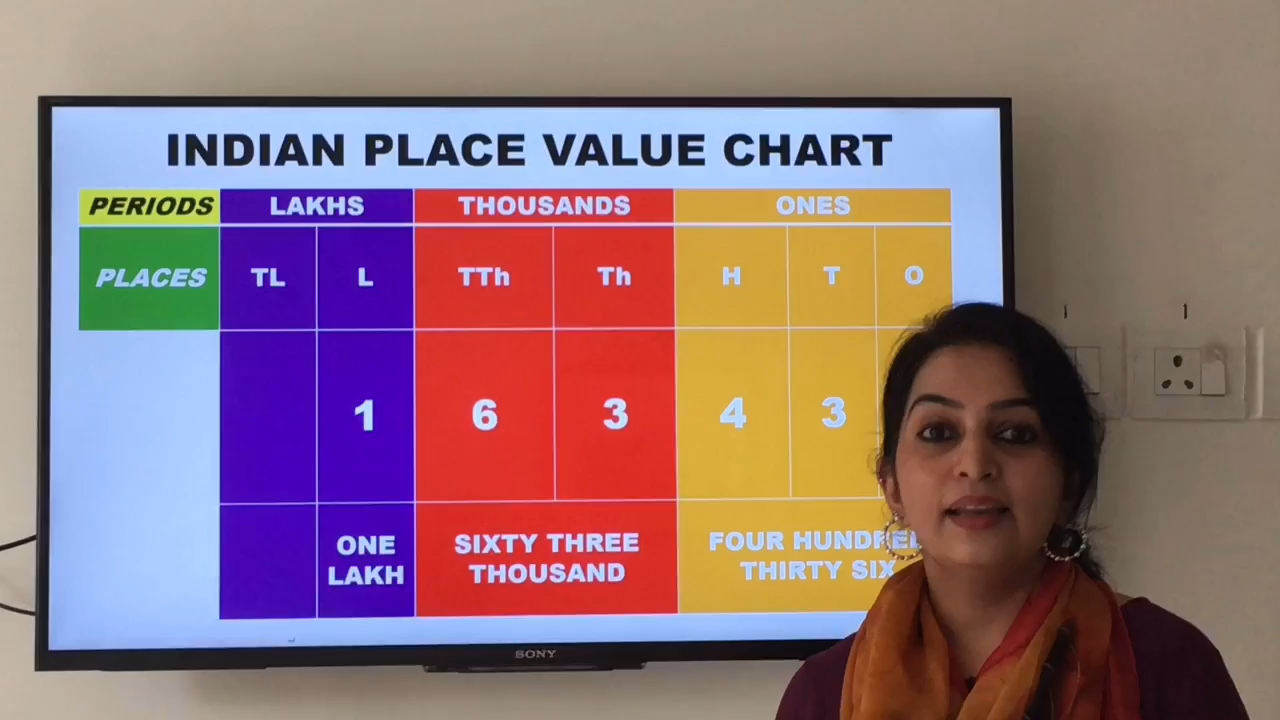 INDIAN PLACE VALUE CHART
PERIODS LAKHS THOUSANDS ONES
PLACES TL L TTh Th H T O
1 6 3 4 3
ONE LAKH
SIXTY THREE THOUSAND
FOUR
THIRTY SIX
SONY